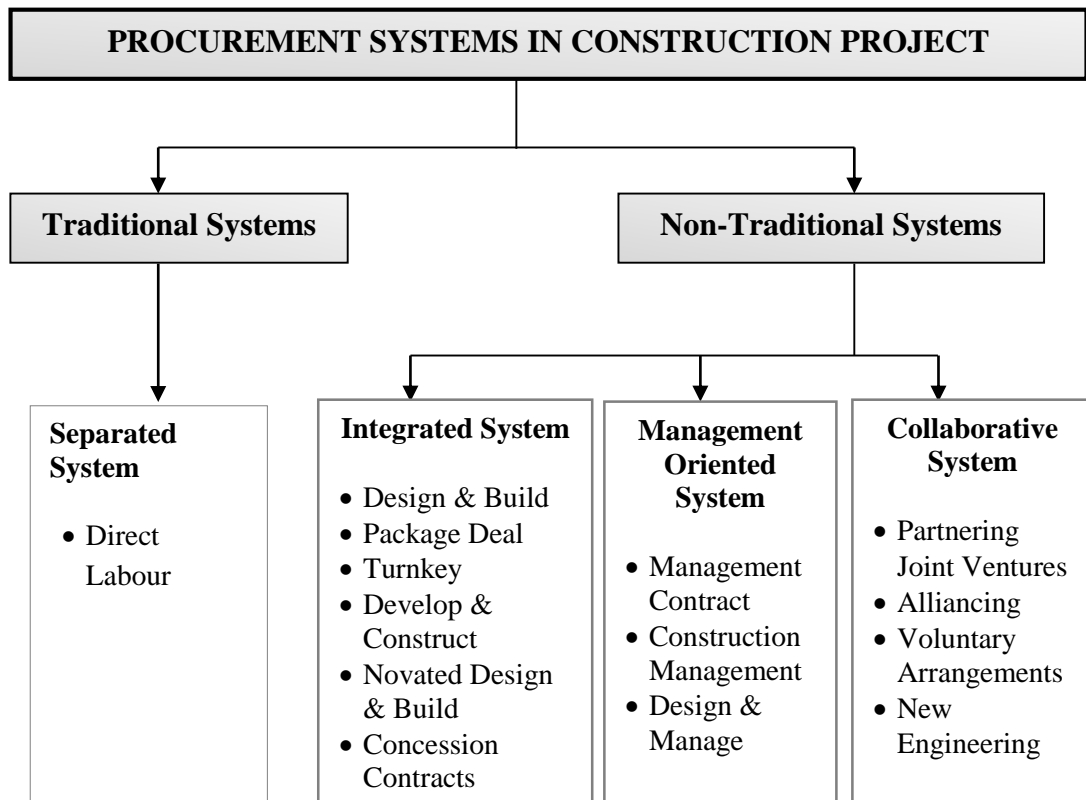 PROCUREMENT SYSTEMS IN CONSTRUCTION PROJECT
Traditional Systems
Non-Traditional Systems
Separated
System
• Direct
Labour
Integrated System
• Design & Build
• Package Deal
• Turnkey
• Develop &
Construct
• Novated Design
& Build
• Concession
Contracts
Management
Oriented
System
• Management
Contract
• Construction
Management
• Design &
Manage
Collaborative
System
• Partnering
Joint Ventures
• Alliancing
• Voluntary
Arrangements
• New
Engineering